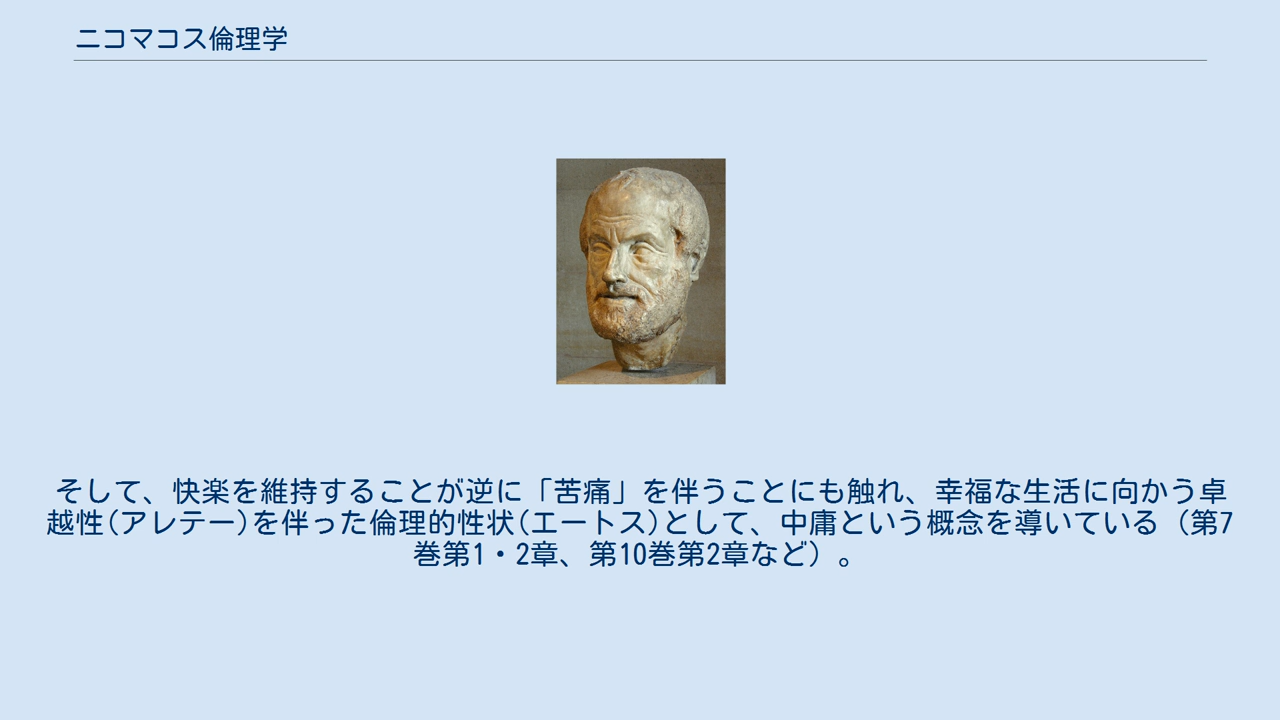 ニコマコス倫理学
そして、快楽を維持することが逆に「苦痛」を伴うことにも触れ、幸福な生活に向かう卓
越性(アレテー)を伴った倫理的性状(エートス)として、中庸という概念を導いている（第7
巻第1・2章、第10巻第2章など）。